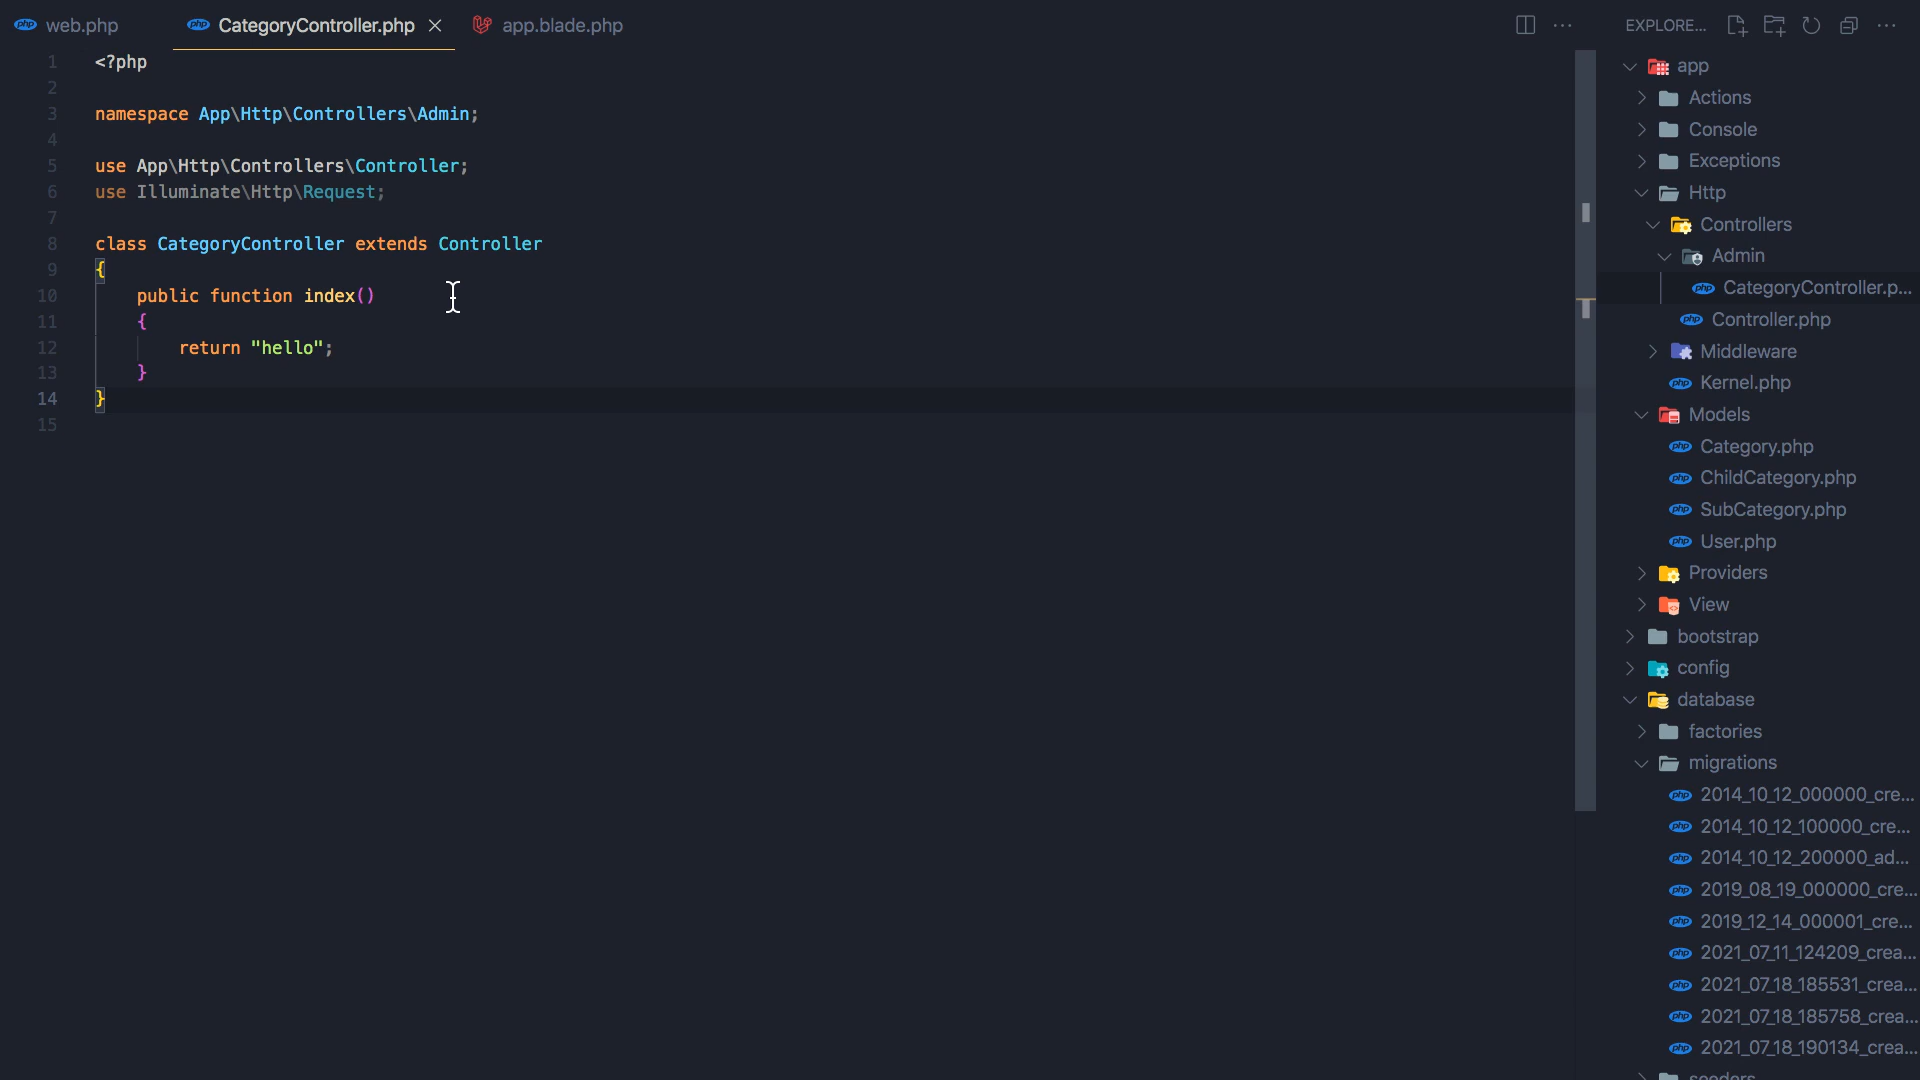 web.php
CategoryController.php
app.blade.php
1 <?php
2
3 namespace App\Http\Controllers\Admin;
4
5 use App\Http\Controllers\Controller;
6 use Illuminate\Http\Request;
7
8 class CategoryController extends Controller
9 {
10 public function index()
11 {
12 return "hello";
13 }
14 }
15
EXPLORE...
app
Actions
Console
Exceptions
Http
Controllers
Admin
CategoryController.p...
Controller.php
Middleware
Kernel.php
Models
Category.php
ChildCategory.php
SubCategory.php
User.php
Providers
View
bootstrap
config
database
factories
migrations
2014_10_12_000000_cre...
2014_10_12_100000_cre...
2014_10_12_200000_ad...
2019_08_19_000000_cre...
2019_12_14_000001_cre...
2021_07_11_124209_crea...
2021_07_18_185531_crea...
2021_07_18_185758_crea...
2021_07_18_190134_crea...
seeders